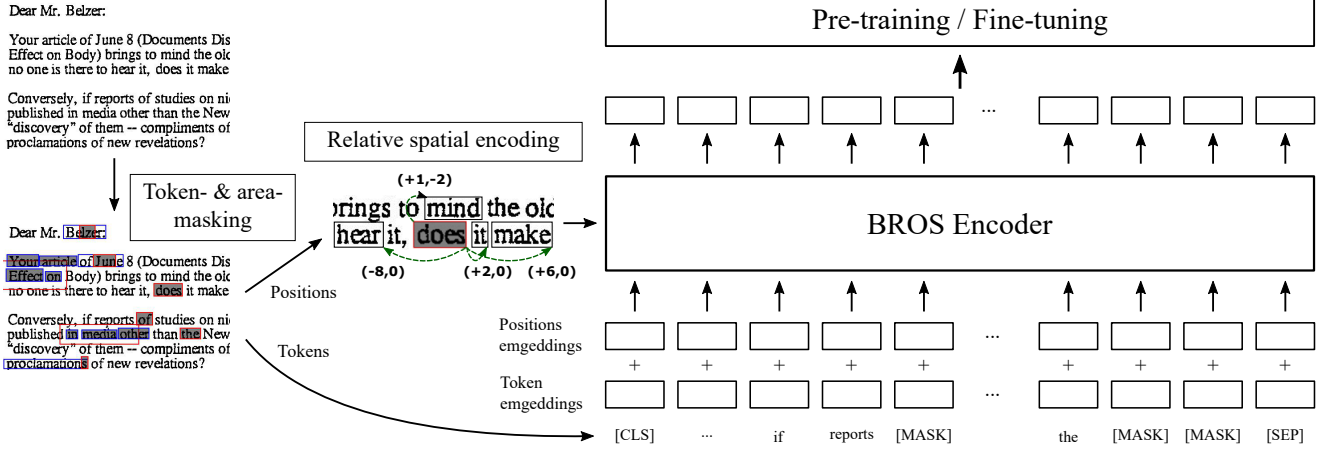 Dear Mr. Belzer:
Your article of June 8 (Documents Dis
Effect on Body) brings to mind the old
no one is there to hear it, does it make
Conversely, if reports of studies on ni
published in media other than the New
“discovery” of them -- compliments of
proclamations of new revelations?
Token- & area-
masking
Dear Mr. Belzer:
Your article of June 8 (Documents Dis
Effect on Body) brings to mind the old
no one is there to hear it, does it make
Conversely, if reports of studies on ni
published in media other than the New
“discovery” of them -- compliments of
proclamations of new revelations?
Positions
Tokens
Relative spatial encoding
(+1,-2)
brings to mind the old
hear it, does it make
(-8,0) (+2,0) (+6,0)
Pre-training / Fine-tuning
...
BROS Encoder
Positions
emgeddings
...
+ + + + + + + + +
Token
emgeddings
...
[CLS] ... if reports [MASK] the [MASK] [MASK] [SEP]